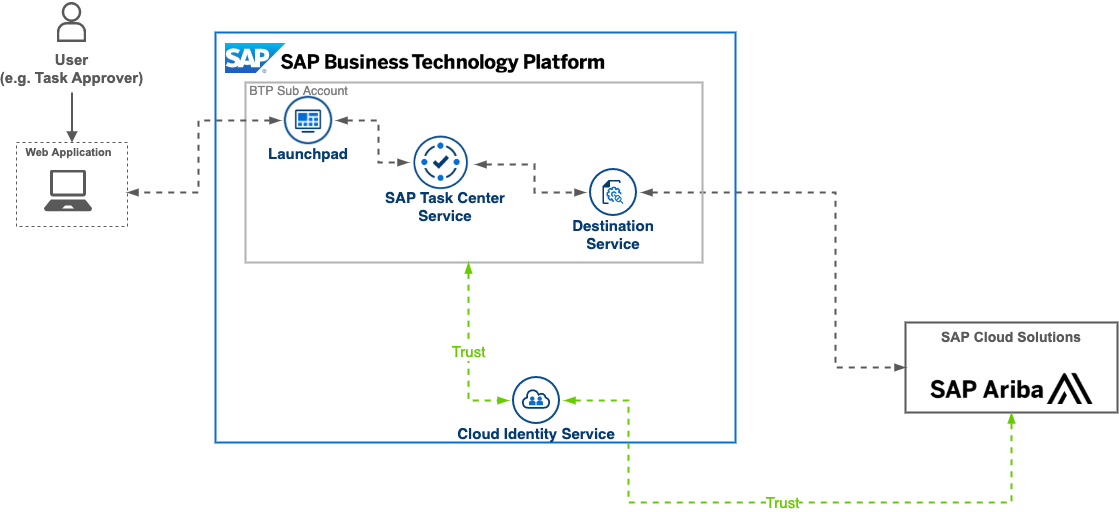 User
(e.g. Task Approver)
Web Application
SAP
®
SAP Business Technology Platform
BTP Sub Account
Launchpad
SAP Task Center
Service
Destination
Service
Trust
Cloud Identity Service
SAP Cloud Solutions
SAP Ariba
Trust